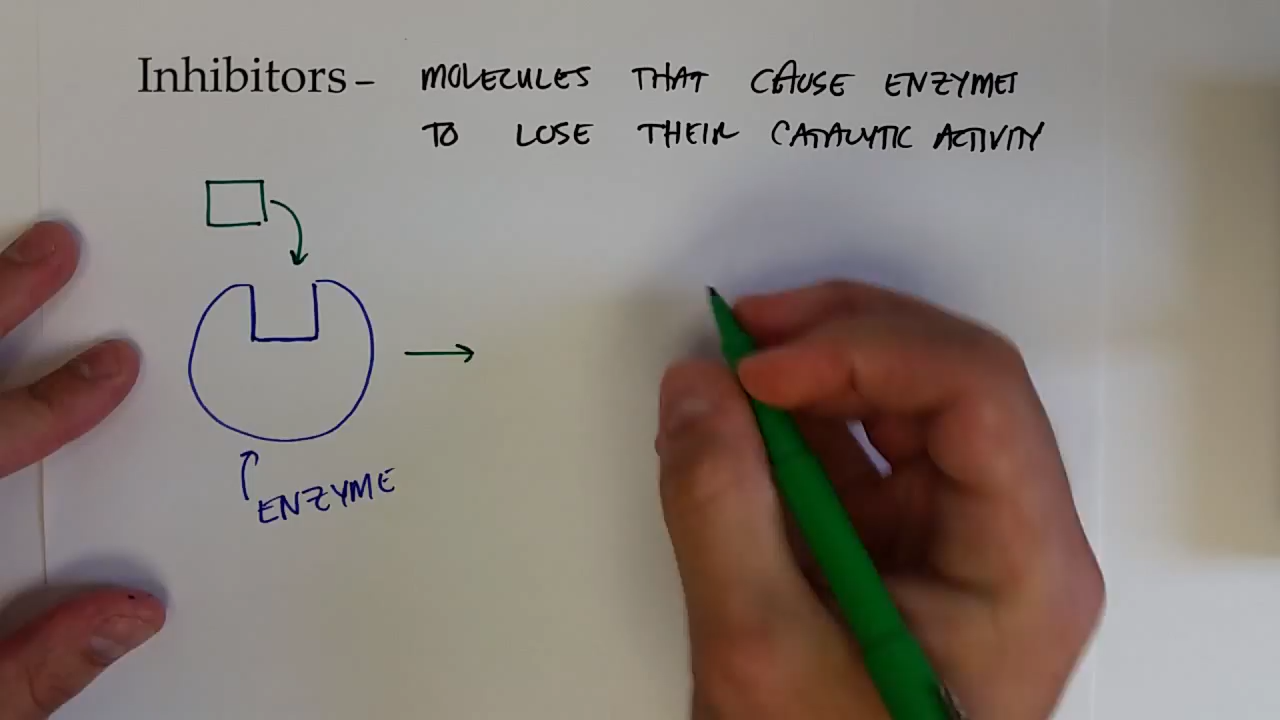 Inhibitors – MOLECULES THAT CAUSE ENZYMES
TO LOSE THEIR CATALYTIC ACTIVITY
ENZYME